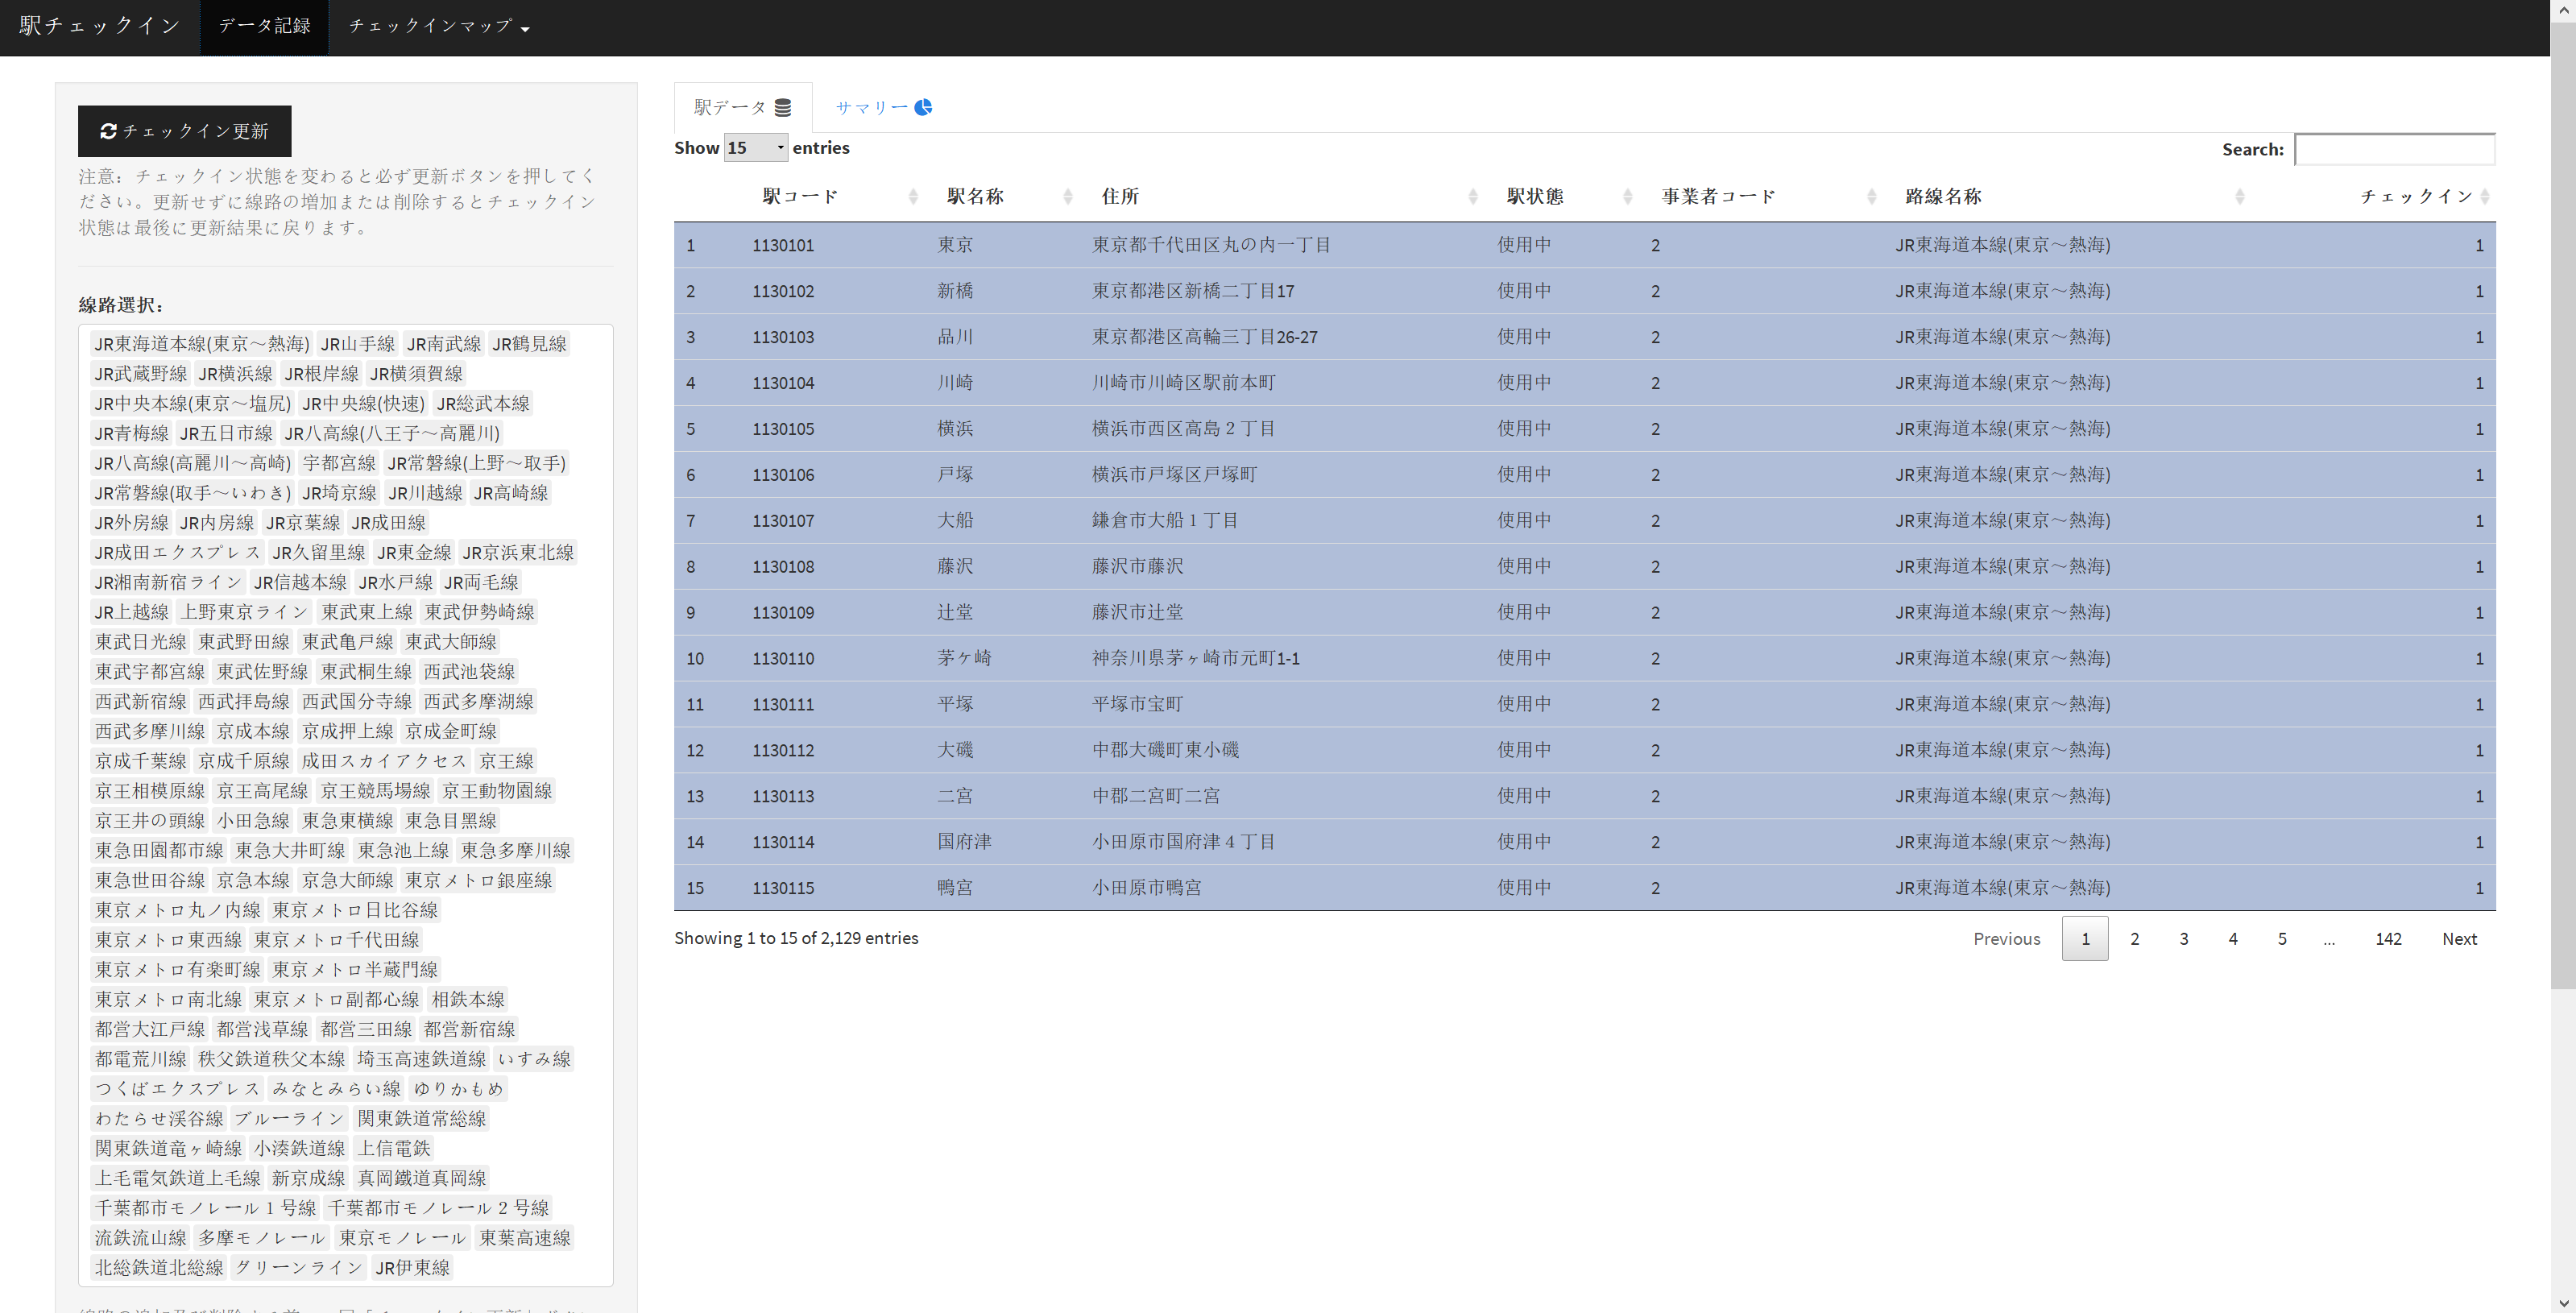 駅チェックイン データ記録 チェックインマップ
チェックイン更新
注意：チェックイン状態を変わると必ず更新ボタンを押してく
ださい。更新せずに線路の増加または削除するとチェックイン
状態は最後に更新結果に戻ります。
線路選択：
JR東海道本線(東京～熱海) JR山手線 JR南武線 JR鶴見線
JR武蔵野線 JR横浜線 JR根岸線 JR横須賀線
JR中央本線(東京～塩尻) JR中央線(快速) JR総武本線
JR青梅線 JR五日市線 JR八高線(八王子～高麗川)
JR八高線(高麗川～高崎) 宇都宮線 JR常磐線(上野～取手)
JR常磐線(取手～いわき) JR埼京線 JR川越線 JR高崎線
JR外房線 JR内房線 JR京葉線 JR成田線
JR成田エクスプレス JR久留里線 JR東金線 JR京浜東北線
JR湘南新宿ライン JR信越本線 JR水戸線 JR両毛線
JR上越線 上野東京ライン 東武東上線 東武伊勢崎線
東武日光線 東武野田線 東武亀戸線 東武大師線
東武宇都宮線 東武佐野線 東武桐生線 西武池袋線
西武新宿線 西武拝島線 西武国分寺線 西武多摩湖線
西武多摩川線 京成本線 京成押上線 京成金町線
京成千葉線 京成千原線 成田スカイアクセス 京王線
京王相模原線 京王高尾線 京王競馬場線 京王動物園線
京王井の頭線 小田急線 東急東横線 東急目黒線
東急田園都市線 東急大井町線 東急池上線 東急多摩川線
東急世田谷線 京急本線 京急大師線 東京メトロ銀座線
東京メトロ丸ノ内線 東京メトロ日比谷線
東京メトロ東西線 東京メトロ千代田線
東京メトロ有楽町線 東京メトロ半蔵門線
東京メトロ南北線 東京メトロ副都心線 相鉄本線
都営大江戸線 都営浅草線 都営三田線 都営新宿線
都電荒川線 秩父鉄道秩父本線 埼玉高速鉄道線 いすみ線
つくばエクスプレス みなとみらい線 ゆりかもめ
わたらせ渓谷線 ブルーライン 関東鉄道常総線
関東鉄道竜ヶ崎線 小湊鉄道線 上信電鉄
上毛電気鉄道上毛線 新京成線 真岡鐵道真岡線
千葉都市モノレール１号線 千葉都市モノレール２号線
流鉄流山線 多摩モノレール 東京モノレール 東葉高速線
北総鉄道北総線 グリーンライン JR伊東線
駅データ サマリー
Show 15 entries Search:
駅コード 駅名称 住所 駅状態 事業者コード 路線名称 チェックイン
1 1130101 東京 東京都千代田区丸の内一丁目 使用中 2 JR東海道本線(東京～熱海) 1
2 1130102 新橋 東京都港区新橋二丁目17 使用中 2 JR東海道本線(東京～熱海) 1
3 1130103 品川 東京都港区高輪三丁目26-27 使用中 2 JR東海道本線(東京～熱海) 1
4 1130104 川崎 川崎市川崎区駅前本町 使用中 2 JR東海道本線(東京～熱海) 1
5 1130105 横浜 横浜市西区高島２丁目 使用中 2 JR東海道本線(東京～熱海) 1
6 1130106 戸塚 横浜市戸塚区戸塚町 使用中 2 JR東海道本線(東京～熱海) 1
7 1130107 大船 鎌倉市大船１丁目 使用中 2 JR東海道本線(東京～熱海) 1
8 1130108 藤沢 藤沢市藤沢 使用中 2 JR東海道本線(東京～熱海) 1
9 1130109 辻堂 藤沢市辻堂 使用中 2 JR東海道本線(東京～熱海) 1
10 1130110 茅ケ崎 神奈川県茅ヶ崎市元町1-1 使用中 2 JR東海道本線(東京～熱海) 1
11 1130111 平塚 平塚市宝町 使用中 2 JR東海道本線(東京～熱海) 1
12 1130112 大磯 中郡大磯町東小磯 使用中 2 JR東海道本線(東京～熱海) 1
13 1130113 二宮 中郡二宮町二宮 使用中 2 JR東海道本線(東京～熱海) 1
14 1130114 国府津 小田原市国府津４丁目 使用中 2 JR東海道本線(東京～熱海) 1
15 1130115 鴨宮 小田原市鴨宮 使用中 2 JR東海道本線(東京～熱海) 1
Showing 1 to 15 of 2,129 entries Previous 1 2 3 4 5 … 142 Next